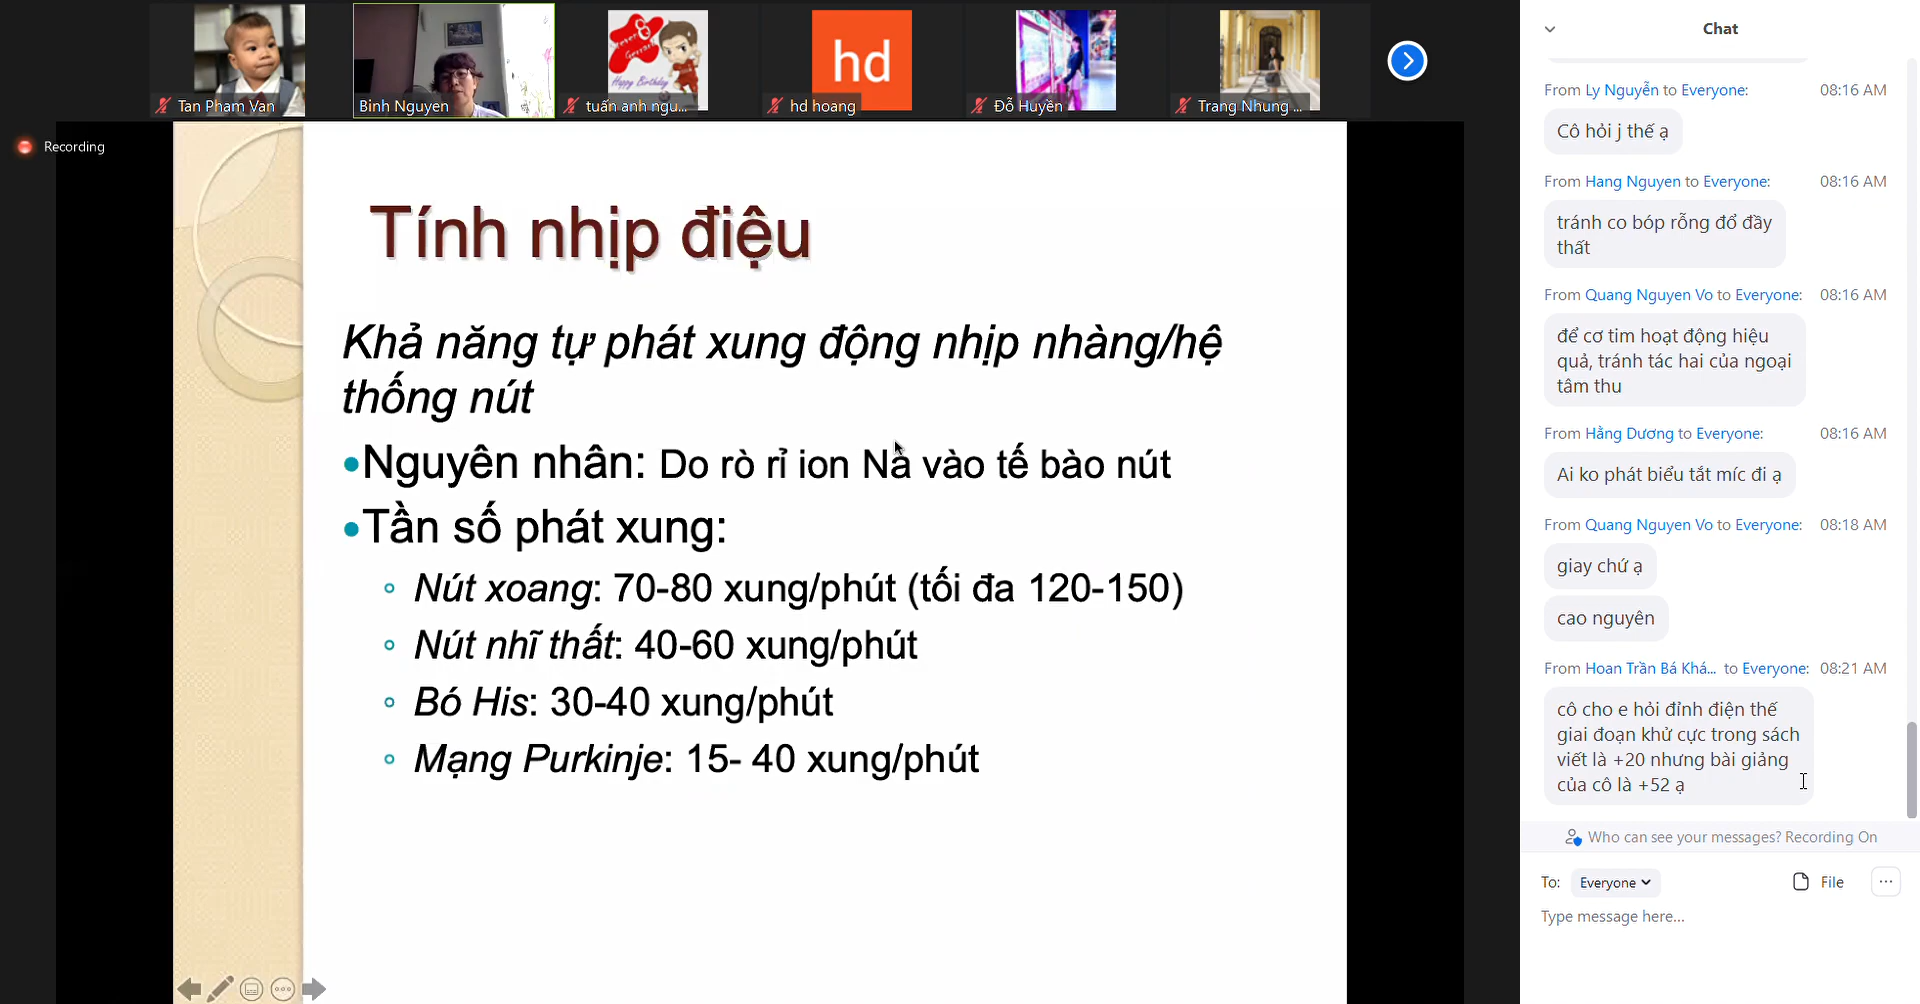 Tan Pham Van
Binh Nguyen
tuấn anh ngu...
hd
hd hoang
Đỗ Huyền
Trang Nhung ...
Happy Birthday
Recording
Tính nhịp điệu
Khả năng tự phát xung động nhịp nhàng/hệ
thống nút
•Nguyên nhân: Do rò rỉ ion Na vào tế bào nút
•Tần số phát xung:
◦ Nút xoang: 70-80 xung/phút (tối đa 120-150)
◦ Nút nhĩ thất: 40-60 xung/phút
◦ Bó His: 30-40 xung/phút
◦ Mạng Purkinje: 15- 40 xung/phút
Chat
From Ly Nguyễn to Everyone: 08:16 AM
Cô hỏi j thế ạ
From Hang Nguyen to Everyone: 08:16 AM
tránh co bóp rỗng đổ đầy
thất
From Quang Nguyen Vo to Everyone: 08:16 AM
để cơ tim hoạt động hiệu
quả, tránh tác hai của ngoại
tâm thu
From Hằng Dương to Everyone: 08:16 AM
Ai ko phát biểu tắt míc đi ạ
From Quang Nguyen Vo to Everyone: 08:18 AM
giay chứ ạ
cao nguyên
From Hoan Trần Bá Khá... to Everyone: 08:21 AM
cô cho e hỏi đỉnh điện thế
giai đoạn khử cực trong sách
viết là +20 nhưng bài giảng
của cô là +52 ạ
Who can see your messages? Recording On
To: Everyone File
Type message here...